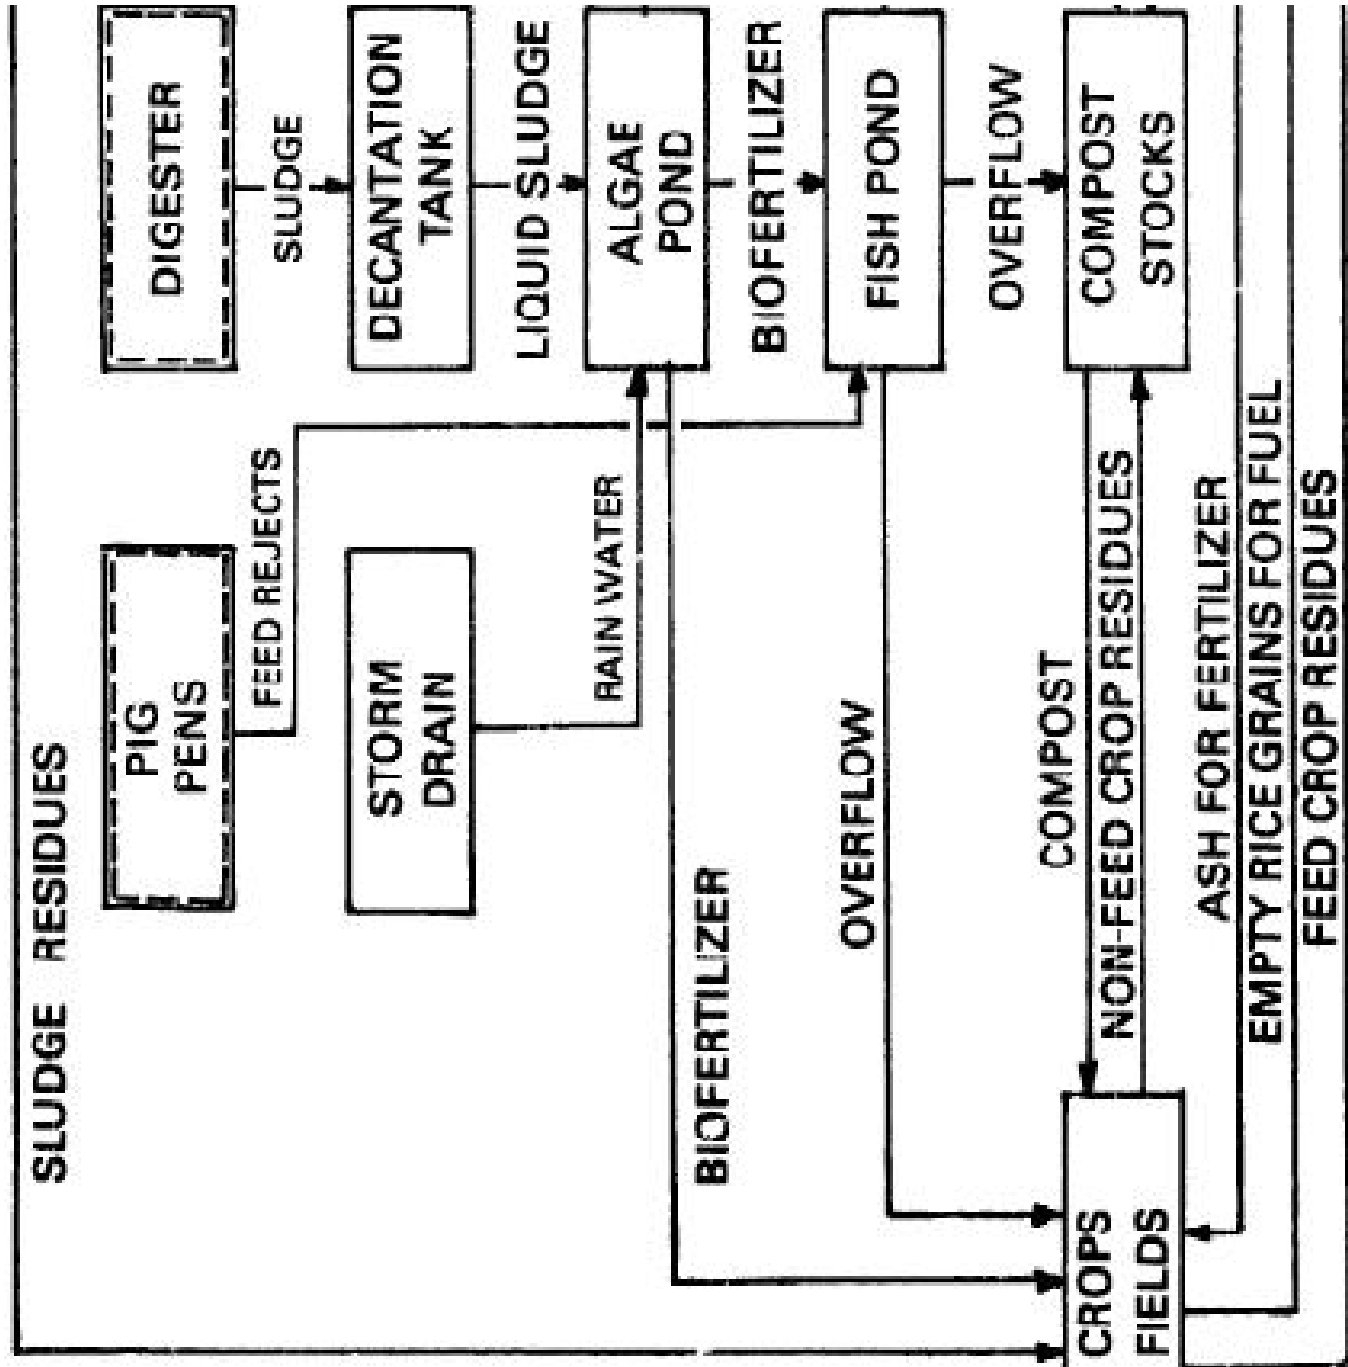 SLUDGE RESIDUES
PIG
PENS
DIGESTER
FEED REJECTS
SLUDGE
STORM
DRAIN
DECANTATION
TANK
LIQUID SLUDGE
RAIN WATER
ALGAE
POND
BIOFERTILIZER
BIOFERTILIZER
OVERFLOW
FISH POND
OVERFLOW
COMPOST
NON-FEED CROP RESIDUES
COMPOST
STOCKS
CROPS
FIELDS
ASH FOR FERTILIZER
EMPTY RICE GRAINS FOR FUEL
FEED CROP RESIDUES